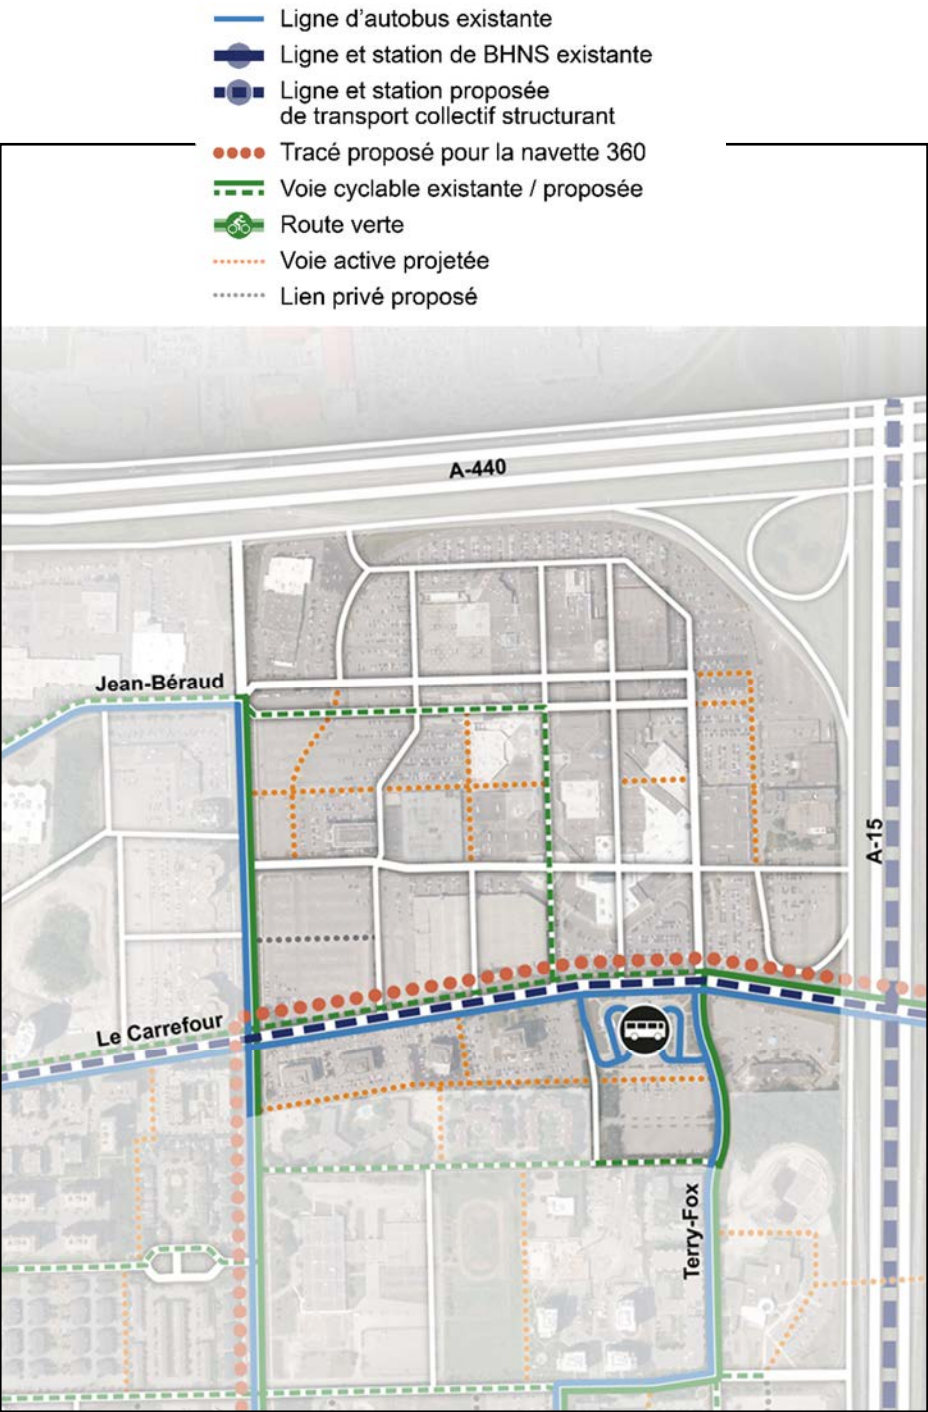 Ligne d'autobus existante
Ligne et station de BHNS existante
Ligne et station proposée
de transport collectif structurant
Tracé proposé pour la navette 360
Voie cyclable existante / proposée
Route verte
Voie active projetée
Lien privé proposé
A-440
Jean-Béraud
A-15
Le Carrefour
Terry-Fox